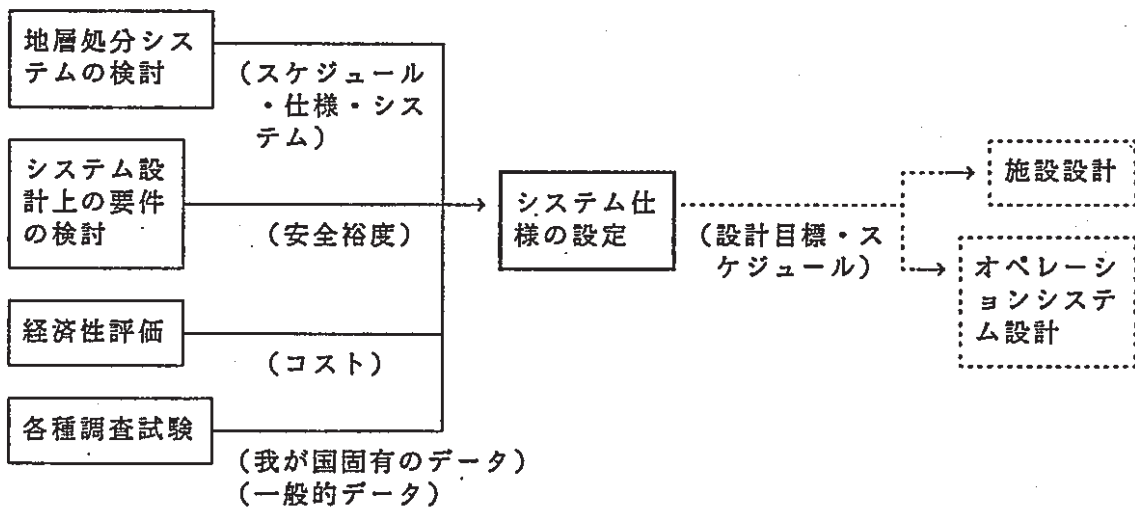 地層処分シス
テムの検討
（スケジュール
・仕様・シス
テム）
システム設
計上の要件
の検討
（安全裕度）
経済性評価
（コスト）
各種調査試験
（我が国固有のデータ）
（一般的データ）
システム仕
様の設定
（設計目標・ス
ケジュール）
施設設計
オペレーシ
ョンシステ
ム設計